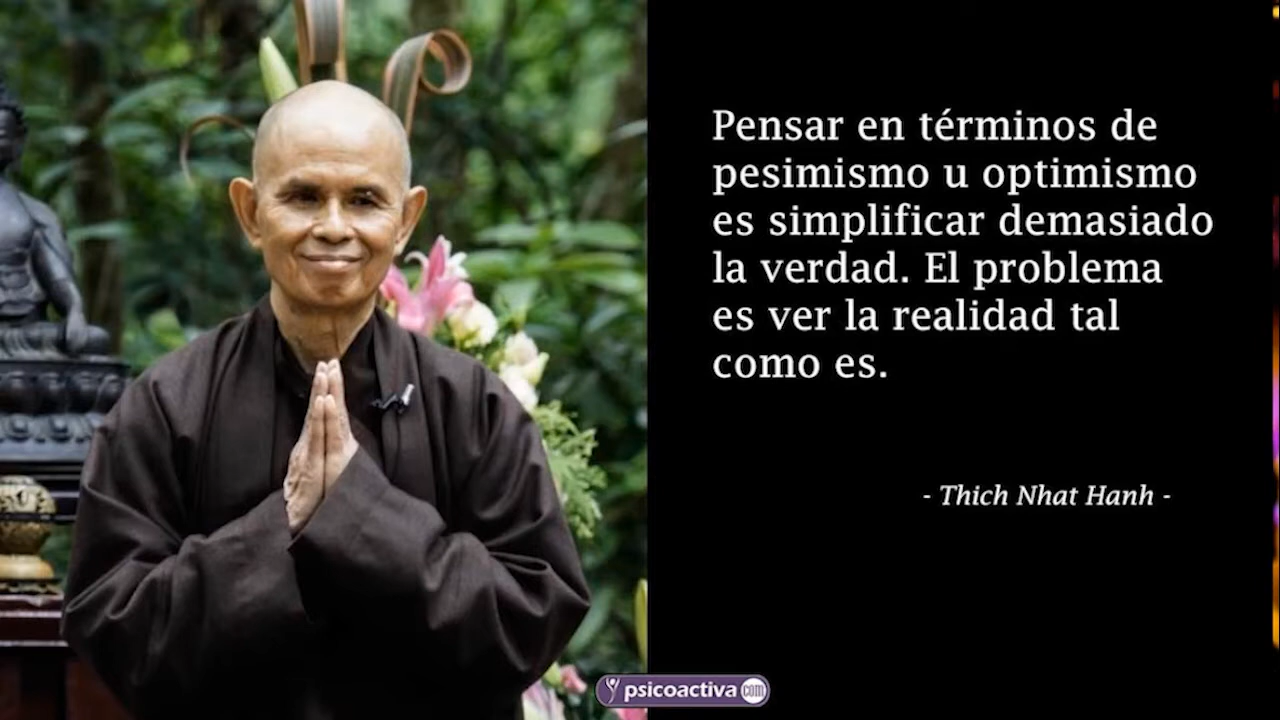 Pensar en términos de
pesimismo u optimismo
es simplificar demasiado
la verdad. El problema
es ver la realidad tal
como es.
- Thich Nhat Hanh -
psicoactiva com